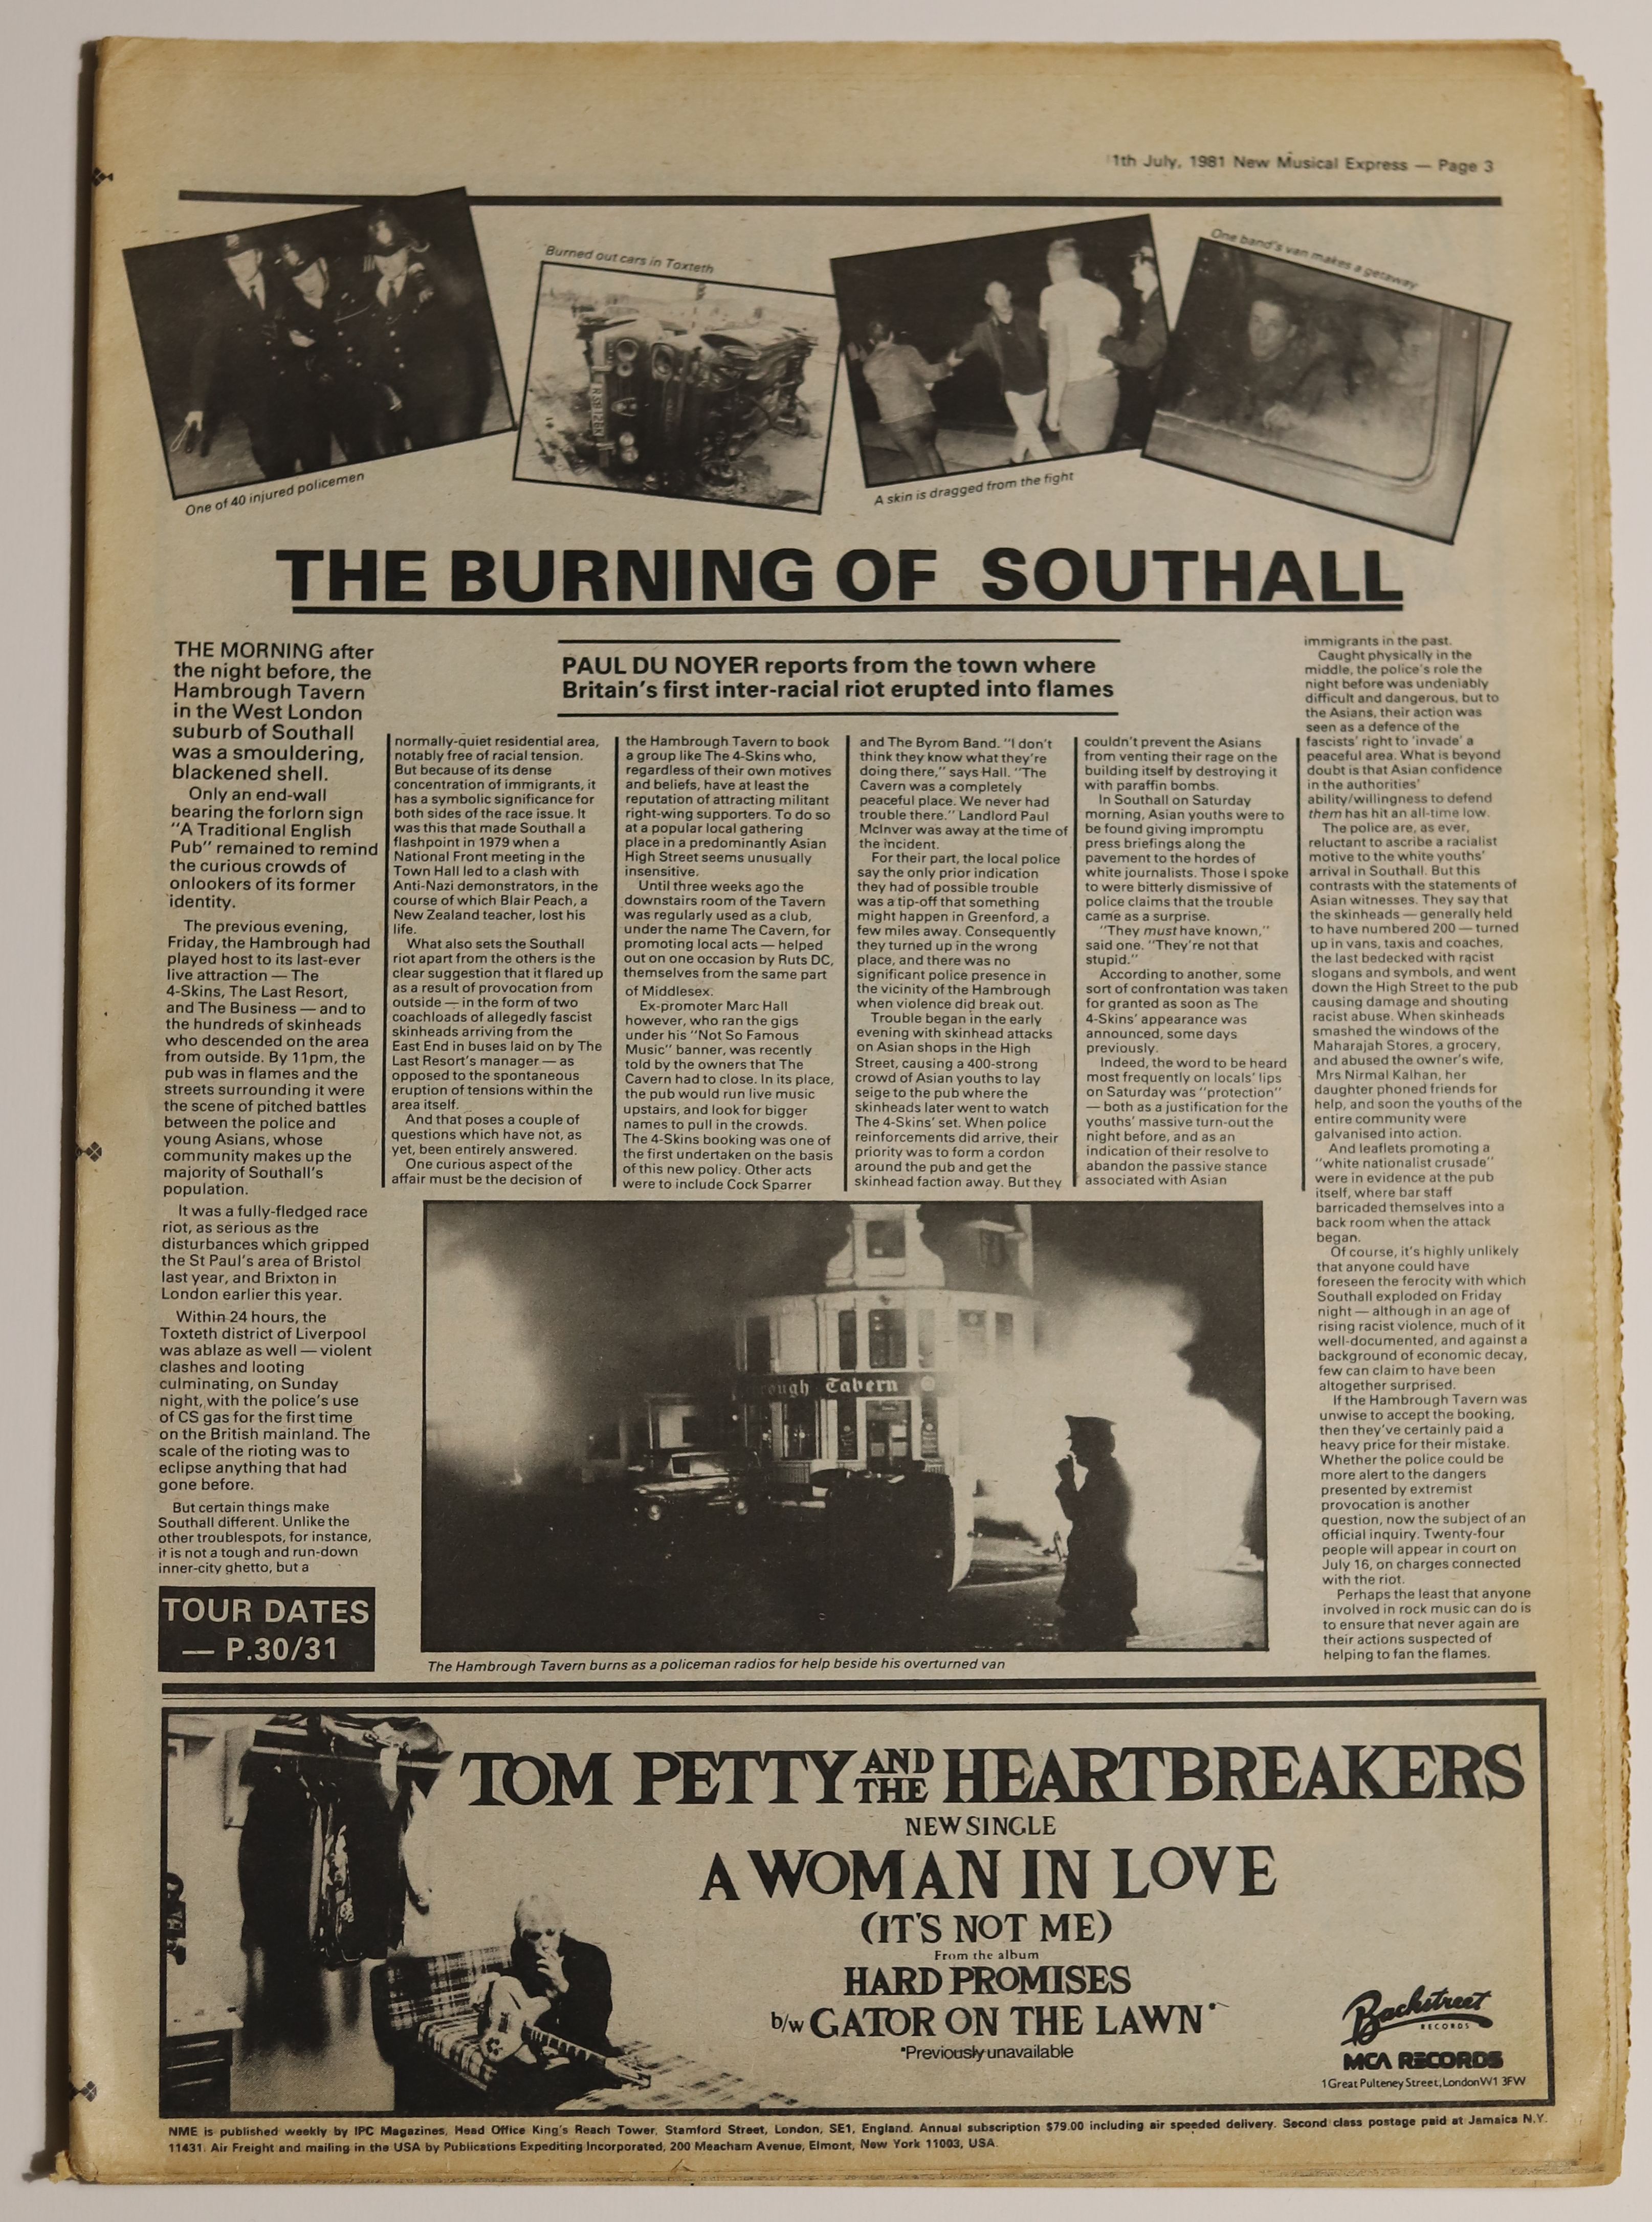 11th July, 1981 New Musical Express — Page 3
One of 40 injured policemen
Burned out cars in Toxteth
A skin is dragged from the fight
One band's van makes a getaway
THE BURNING OF SOUTHALL
PAUL DU NOYER reports from the town where
Britain's first inter-racial riot erupted into flames
THE MORNING after
the night before, the
Hambrough Tavern
in the West London
suburb of Southall
was a smouldering,
blackened shell.
Only an end-wall
bearing the forlorn sign
"A Traditional English
Pub" remained to remind
the curious crowds of
onlookers of its former
identity.
The previous evening,
Friday, the Hambrough had
played host to its last-ever
live attraction — The
4-Skins, The Last Resort,
and The Business — and to
the hundreds of skinheads
who descended on the area
from outside. By 11pm, the
pub was in flames and the
streets surrounding it were
the scene of pitched battles
between the police and
young Asians, whose
community makes up the
majority of Southall's
population.
It was a fully-fledged race
riot, as serious as the
disturbances which gripped
the St Paul's area of Bristol
last year, and Brixton in
London earlier this year.
Within 24 hours, the
Toxteth district of Liverpool
was ablaze as well — violent
clashes and looting
culminating, on Sunday
night, with the police's use
of CS gas for the first time
on the British mainland. The
scale of the rioting was to
eclipse anything that had
gone before.
But certain things make
Southall different. Unlike the
other troublespots, for instance,
it is not a tough and run-down
inner-city ghetto, but a
TOUR DATES
— P.30/31
normally-quiet residential area,
notably free of racial tension.
But because of its dense
concentration of immigrants, it
has a symbolic significance for
both sides of the race issue. It
was this that made Southall a
flashpoint in 1979 when a
National Front meeting in the
Town Hall led to a clash with
Anti-Nazi demonstrators, in the
course of which Blair Peach, a
New Zealand teacher, lost his
life.
What also sets the Southall
riot apart from the others is the
clear suggestion that it flared up
as a result of provocation from
outside — in the form of two
coachloads of allegedly fascist
skinheads arriving from the
East End in buses laid on by The
Last Resort's manager — as
opposed to the spontaneous
eruption of tensions within the
area itself.
And that poses a couple of
questions which have not, as
yet, been entirely answered.
One curious aspect of the
affair must be the decision of
the Hambrough Tavern to book
a group like The 4-Skins who,
regardless of their own motives
and beliefs, have at least the
reputation of attracting militant
right-wing supporters. To do so
at a popular local gathering
place in a predominantly Asian
High Street seems unusually
insensitive.
Until three weeks ago the
downstairs room of the Tavern
was regularly used as a club,
under the name The Cavern, for
promoting local acts — helped
out on one occasion by Ruts DC,
themselves from the same part
of Middlesex.
Ex-promoter Marc Hall
however, who ran the gigs
under his "Not So Famous
Music" banner, was recently
told by the owners that The
Cavern had to close. In its place,
the pub would run live music
upstairs, and look for bigger
names to pull in the crowds.
The 4-Skins booking was one of
the first undertaken on the basis
of this new policy. Other acts
were to include Cock Sparrer
and The Byrom Band. "I don't
think they know what they're
doing there," says Hall. "The
Cavern was a completely
peaceful place. We never had
trouble there." Landlord Paul
McInver was away at the time of
the incident.
For their part, the local police
say the only prior indication
they had of possible trouble
was a tip-off that something
might happen in Greenford, a
few miles away. Consequently
they turned up in the wrong
place, and there was no
significant police presence in
the vicinity of the Hambrough
when violence did break out.
Trouble began in the early
evening with skinhead attacks
on Asian shops in the High
Street, causing a 400-strong
crowd of Asian youths to lay
seige to the pub where the
skinheads later went to watch
The 4-Skins' set. When police
reinforcements did arrive, their
priority was to form a cordon
around the pub and get the
skinhead faction away. But they
couldn't prevent the Asians
from venting their rage on the
building itself by destroying it
with paraffin bombs.
In Southall on Saturday
morning, Asian youths were to
be found giving impromptu
press briefings along the
pavement to the hordes of
white journalists. Those I spoke
to were bitterly dismissive of
police claims that the trouble
came as a surprise.
"They must have known,"
said one. "They're not that
stupid."
According to another, some
sort of confrontation was taken
for granted as soon as The
4-Skins' appearance was
announced, some days
previously.
Indeed, the word to be heard
most frequently on locals' lips
on Saturday was "protection"
— both as a justification for the
youths' massive turn-out the
night before, and as an
indication of their resolve to
abandon the passive stance
associated with Asian
immigrants in the past.
Caught physically in the
middle, the police's role the
night before was undeniably
difficult and dangerous, but to
the Asians, their action was
seen as a defence of the
fascists' right to 'invade' a
peaceful area. What is beyond
doubt is that Asian confidence
in the authorities'
ability/willingness to defend
them has hit an all-time low.
The police are, as ever,
reluctant to ascribe a racialist
motive to the white youths'
arrival in Southall. But this
contrasts with the statements of
Asian witnesses. They say that
the skinheads — generally held
to have numbered 200 — turned
up in vans, taxis and coaches,
the last bedecked with racist
slogans and symbols, and went
down the High Street to the pub
causing damage and shouting
racist abuse. When skinheads
smashed the windows of the
Maharajah Stores, a grocery,
and abused the owner's wife,
Mrs Nirmal Kalhan, her
daughter phoned friends for
help, and soon the youths of the
entire community were
galvanised into action.
And leaflets promoting a
"white nationalist crusade"
were in evidence at the pub
itself, where bar staff
barricaded themselves into a
back room when the attack
began.
Of course, it's highly unlikely
that anyone could have
foreseen the ferocity with which
Southall exploded on Friday
night — although in an age of
rising racist violence, much of it
well-documented, and against a
background of economic decay,
few can claim to have been
altogether surprised.
If the Hambrough Tavern was
unwise to accept the booking,
then they've certainly paid a
heavy price for their mistake.
Whether the police could be
more alert to the dangers
presented by extremist
provocation is another
question, now the subject of an
official inquiry. Twenty-four
people will appear in court on
July 16, on charges connected
with the riot.
Perhaps the least that anyone
involved in rock music can do is
to ensure that never again are
their actions suspected of
helping to fan the flames.
rough Tavern
The Hambrough Tavern burns as a policeman radios for help beside his overturned van
TOM PETTY AND THE HEARTBREAKERS
NEW SINGLE
A WOMAN IN LOVE
(IT'S NOT ME)
From the album
HARD PROMISES
b/w GATOR ON THE LAWN*
*Previously unavailable
Backstreet
RECORDS
MCA RECORDS
1 Great Pulteney Street, London W1 3FW
NME is published weekly by IPC Magazines, Head Office King's Reach Tower, Stamford Street, London, SE1, England. Annual subscription $79.00 including air speeded delivery. Second class postage paid at Jamaica N.Y.
11431. Air Freight and mailing in the USA by Publications Expediting Incorporated, 200 Meacham Avenue, Elmont, New York 11003, USA.